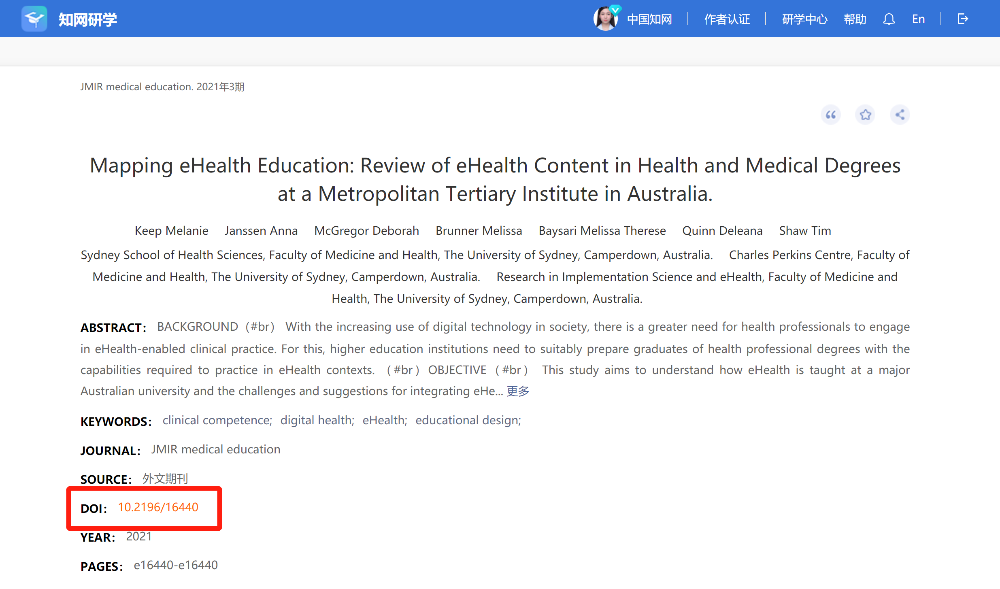 知网研学
中国知网 | 作者认证 | 研学中心 帮助 En |
JMIR medical education. 2021年3期
Mapping eHealth Education: Review of eHealth Content in Health and Medical Degrees
at a Metropolitan Tertiary Institute in Australia.
Keep Melanie Janssen Anna McGregor Deborah Brunner Melissa Baysari Melissa Therese Quinn Deleana Shaw Tim
Sydney School of Health Sciences, Faculty of Medicine and Health, The University of Sydney, Camperdown, Australia. Charles Perkins Centre, Faculty of
Medicine and Health, The University of Sydney, Camperdown, Australia. Research in Implementation Science and eHealth, Faculty of Medicine and
Health, The University of Sydney, Camperdown, Australia.
ABSTRACT： BACKGROUND（#br） With the increasing use of digital technology in society, there is a greater need for health professionals to engage
in eHealth-enabled clinical practice. For this, higher education institutions need to suitably prepare graduates of health professional degrees with the
capabilities required to practice in eHealth contexts. （#br）OBJECTIVE（#br） This study aims to understand how eHealth is taught at a major
Australian university and the challenges and suggestions for integrating eHe... 更多
KEYWORDS： clinical competence; digital health; eHealth; educational design;
JOURNAL： JMIR medical education
SOURCE： 外文期刊
DOI： 10.2196/16440
YEAR： 2021
PAGES： e16440-e16440